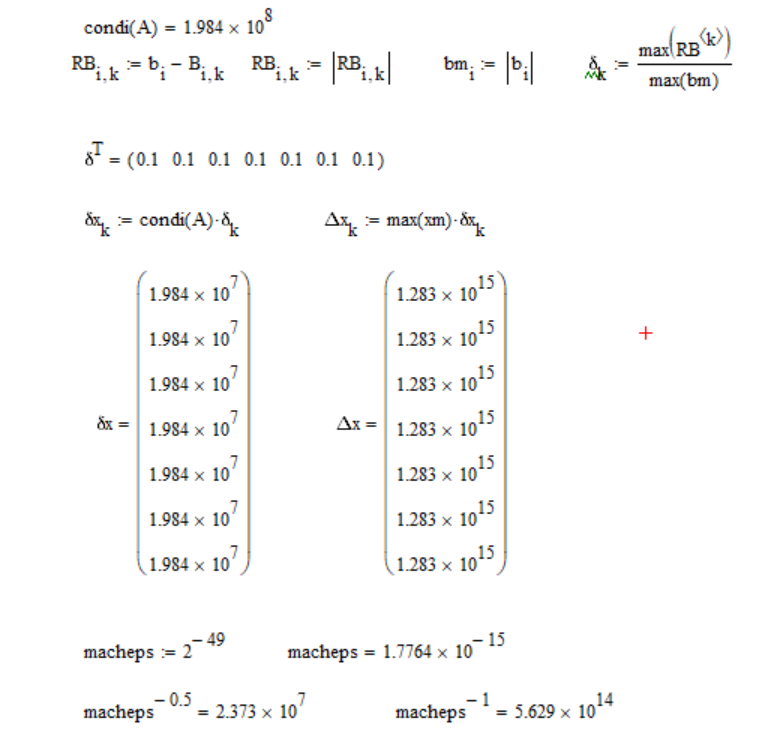 condi(A) = 1.984 × 10^8
RB_{i,k} := b_i − B_{i,k} RB_{i,k} := |RB_{i,k}| bm_i := |b_i| δ_k := max(RB^{⟨k⟩}) / max(bm)
δ^T = (0.1 0.1 0.1 0.1 0.1 0.1 0.1)
δx_k := condi(A)·δ_k Δx_k := max(xm)·δx_k
1.984 × 10^7 1.283 × 10^15
1.984 × 10^7 1.283 × 10^15
1.984 × 10^7 1.283 × 10^15
δx = 1.984 × 10^7 Δx = 1.283 × 10^15
1.984 × 10^7 1.283 × 10^15
1.984 × 10^7 1.283 × 10^15
1.984 × 10^7 1.283 × 10^15
macheps := 2^{−49} macheps = 1.7764 × 10^{−15}
macheps^{−0.5} = 2.373 × 10^7 macheps^{−1} = 5.629 × 10^14